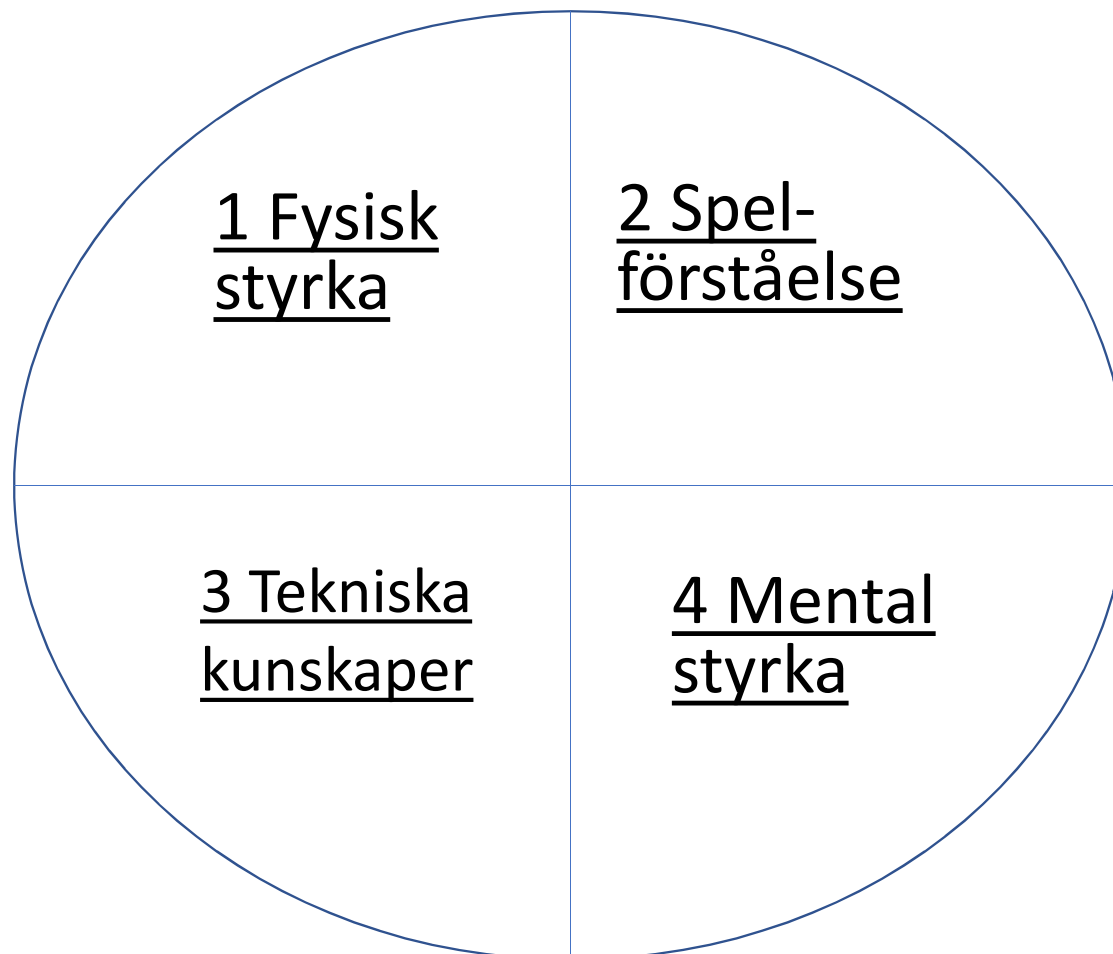 1 Fysisk
styrka
2 Spel-
förståelse
3 Tekniska
kunskaper
4 Mental
styrka